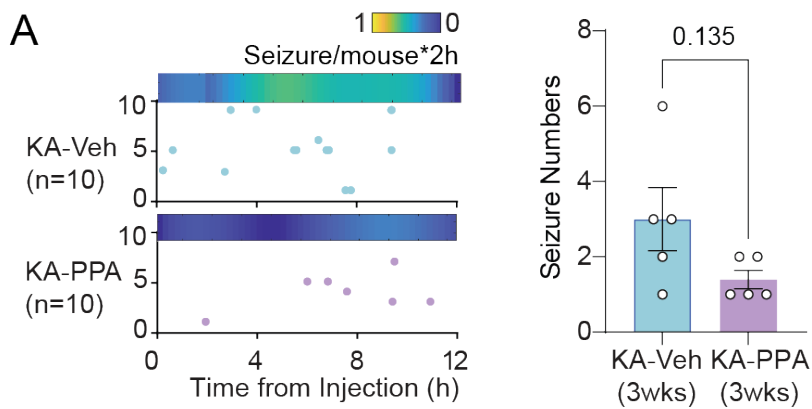 A
1 0
Seizure/mouse*2h
10
5
0
KA-Veh
(n=10)
10
5
0
KA-PPA
(n=10)
0 4 8 12
Time from Injection (h)
8
6
4
2
0
Seizure Numbers
0.135
KA-Veh KA-PPA
(3wks) (3wks)